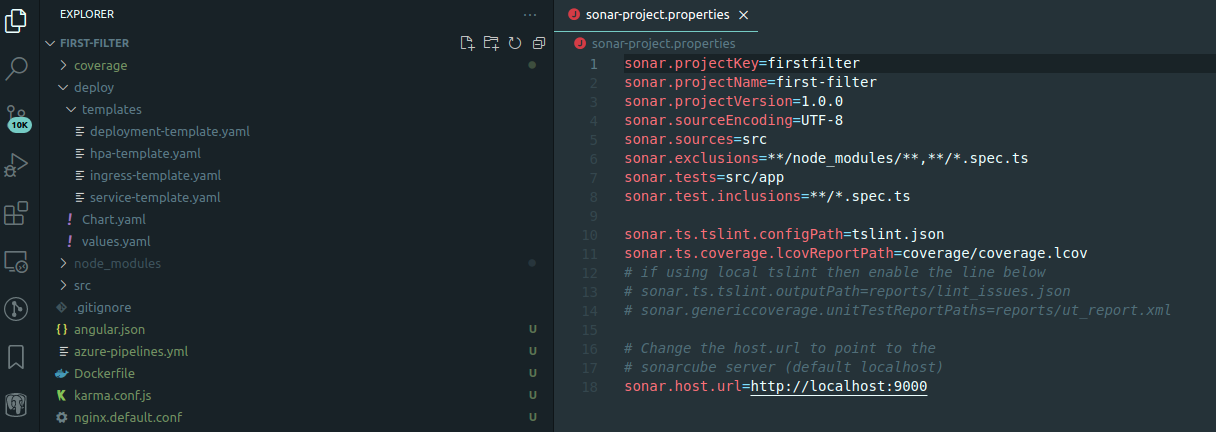 EXPLORER
FIRST-FILTER
coverage
deploy
templates
deployment-template.yaml
hpa-template.yaml
ingress-template.yaml
service-template.yaml
! Chart.yaml
! values.yaml
node_modules
src
.gitignore
{} angular.json U
azure-pipelines.yml U
Dockerfile U
karma.conf.js U
nginx.default.conf U
10K
sonar-project.properties
sonar-project.properties
1 sonar.projectKey=firstfilter
2 sonar.projectName=first-filter
3 sonar.projectVersion=1.0.0
4 sonar.sourceEncoding=UTF-8
5 sonar.sources=src
6 sonar.exclusions=**/node_modules/**,**/*.spec.ts
7 sonar.tests=src/app
8 sonar.test.inclusions=**/*.spec.ts
9
10 sonar.ts.tslint.configPath=tslint.json
11 sonar.ts.coverage.lcovReportPath=coverage/coverage.lcov
12 # if using local tslint then enable the line below
13 # sonar.ts.tslint.outputPath=reports/lint_issues.json
14 # sonar.genericcoverage.unitTestReportPaths=reports/ut_report.xml
15
16 # Change the host.url to point to the
17 # sonarcube server (default localhost)
18 sonar.host.url=http://localhost:9000